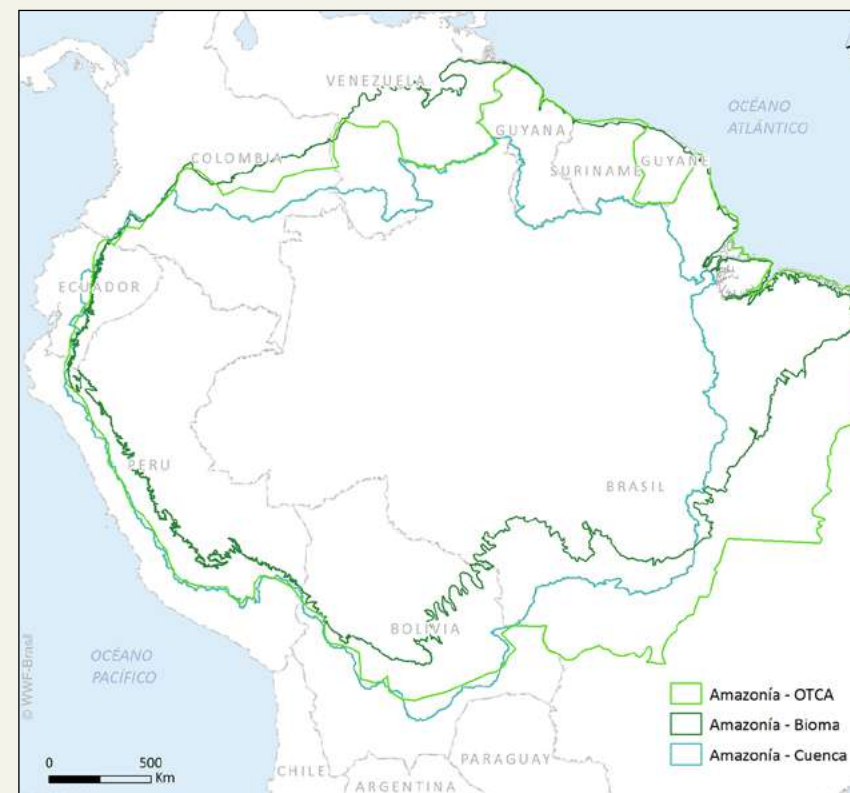 VENEZUELA
OCÉANO
ATLÁNTICO
GUYANA
COLOMBIA
SURINAME
GUYANE
ECUADOR
PERU
BRASIL
BOLÍVIA
OCÉANO
PACÍFICO
© WWF-Brasil
Amazonía - OTCA
Amazonía - Bioma
Amazonía - Cuenca
PARAGUAY
0 500
Km
CHILE
ARGENTINA